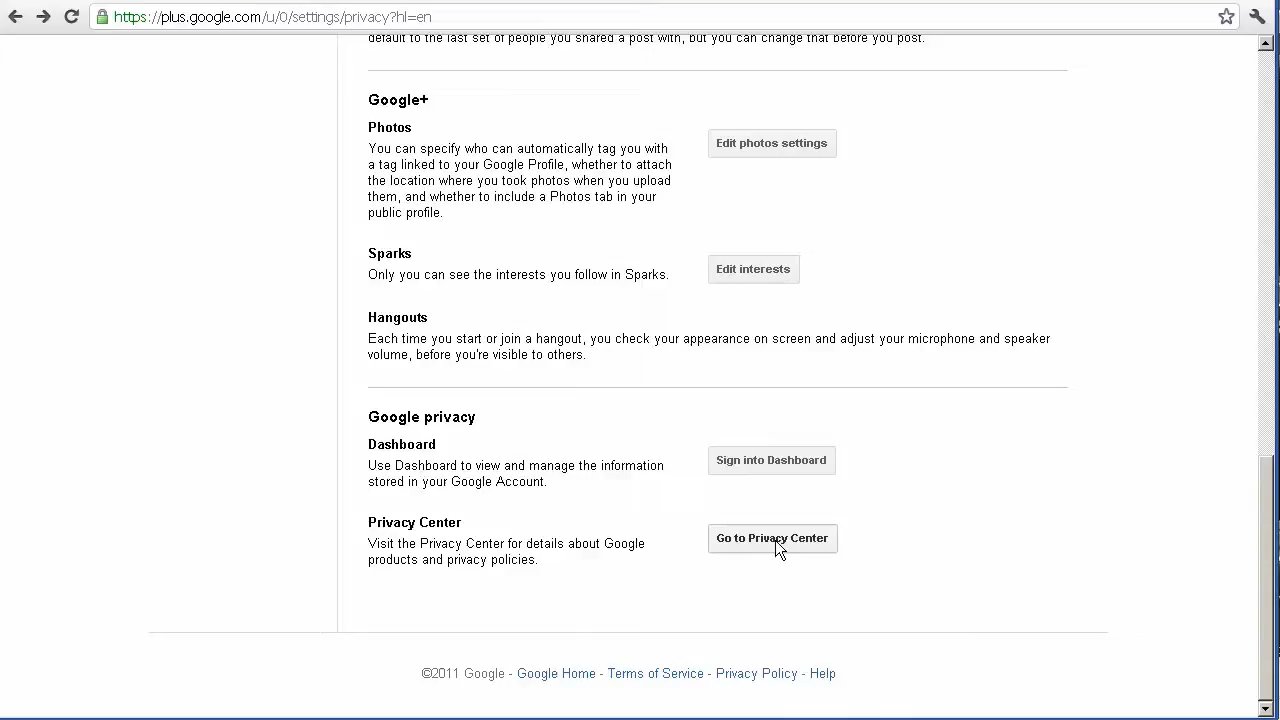 https://plus.google.com/u/0/settings/privacy?hl=en
default to the last set of people you shared a post with, but you can change that before you post.
Google+
Photos
You can specify who can automatically tag you with
a tag linked to your Google Profile, whether to attach
the location where you took photos when you upload
them, and whether to include a Photos tab in your
public profile.
Edit photos settings
Sparks
Only you can see the interests you follow in Sparks.
Edit interests
Hangouts
Each time you start or join a hangout, you check your appearance on screen and adjust your microphone and speaker
volume, before you're visible to others.
Google privacy
Dashboard
Use Dashboard to view and manage the information
stored in your Google Account.
Sign into Dashboard
Privacy Center
Visit the Privacy Center for details about Google
products and privacy policies.
Go to Privacy Center
©2011 Google - Google Home - Terms of Service - Privacy Policy - Help